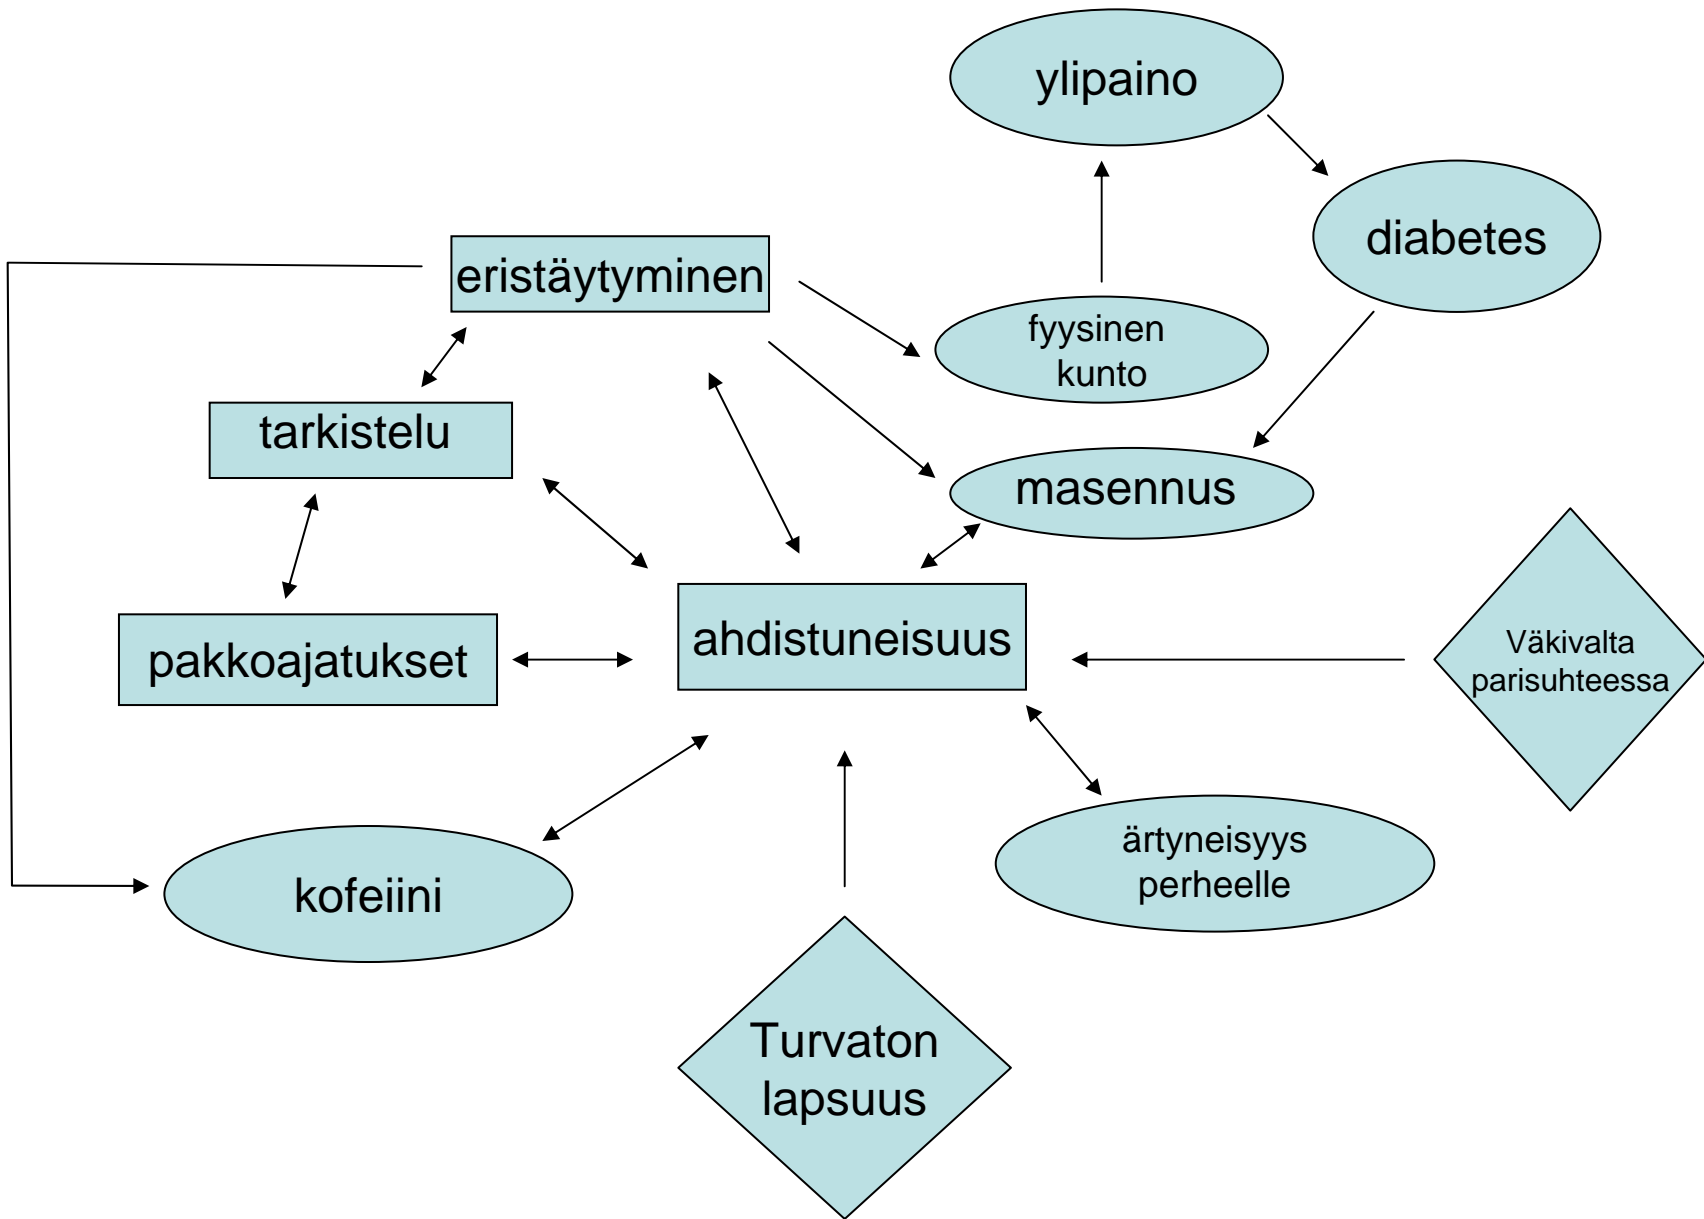 ylipaino
diabetes
eristäytyminen
fyysinen
kunto
tarkistelu
masennus
ahdistuneisuus
pakkoajatukset
Väkivalta
parisuhteessa
ärtyneisyys
perheelle
kofeiini
Turvaton
lapsuus